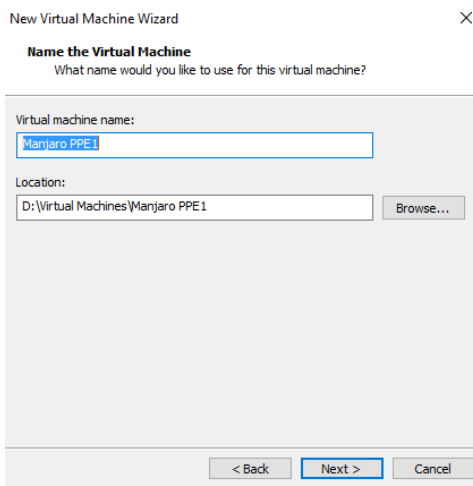 New Virtual Machine Wizard
Name the Virtual Machine
What name would you like to use for this virtual machine?
Virtual machine name:
Manjaro PPE1
Location:
D:\Virtual Machines\Manjaro PPE1
Browse...
< Back
Next >
Cancel